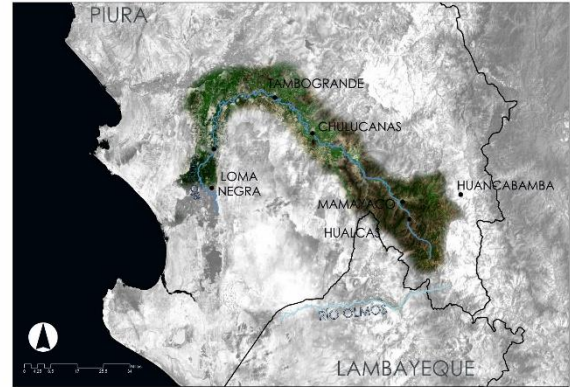 PIURA
TAMBOGRANDE
CHULUCANAS
LOMA
NEGRA
HUANCABAMBA
MAMAYACO
HUALCAS
RIO OLMOS
LAMBAYEQUE